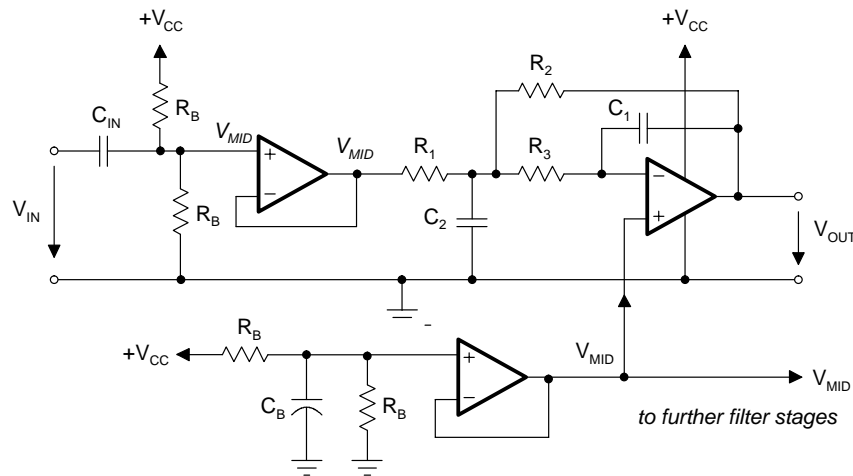 +VCC
+VCC
R2
RB
CIN
C1
VMID
VMID
R1
R3
+
−
−
+
VIN
RB
C2
VOUT
RB
+VCC
VMID
+
−
VMID
CB
RB
to further filter stages